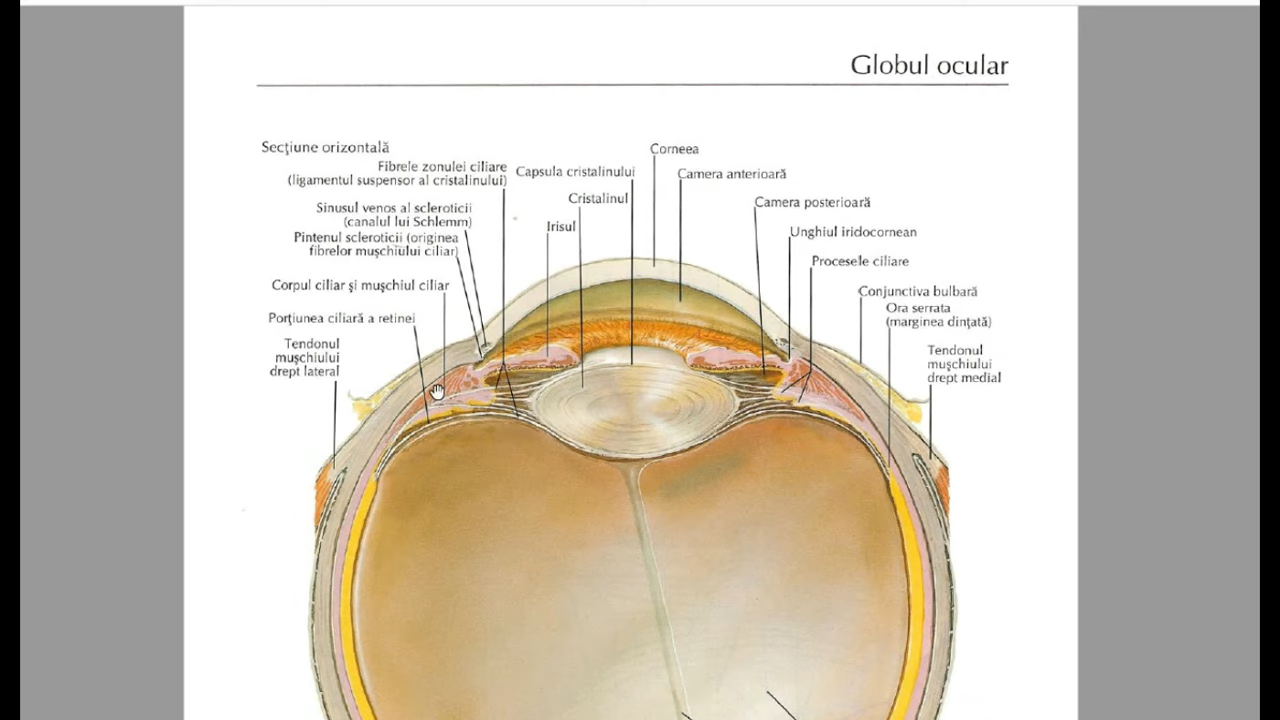 Globul ocular
Secțiune orizontală
Fibrele zonulei ciliare
(ligamentul suspensor al cristalinului)
Capsula cristalinului
Corneea
Camera anterioară
Cristalinul
Camera posterioară
Sinusul venos al scleroticii
(canalul lui Schlemm)
Irisul
Unghiul iridocornean
Pintenul scleroticii (originea
fibrelor mușchiului ciliar)
Procesele ciliare
Corpul ciliar și mușchiul ciliar
Conjunctiva bulbară
Porțiunea ciliară a retinei
Ora serrata
(marginea dințată)
Tendonul
mușchiului
drept lateral
Tendonul
mușchiului
drept medial